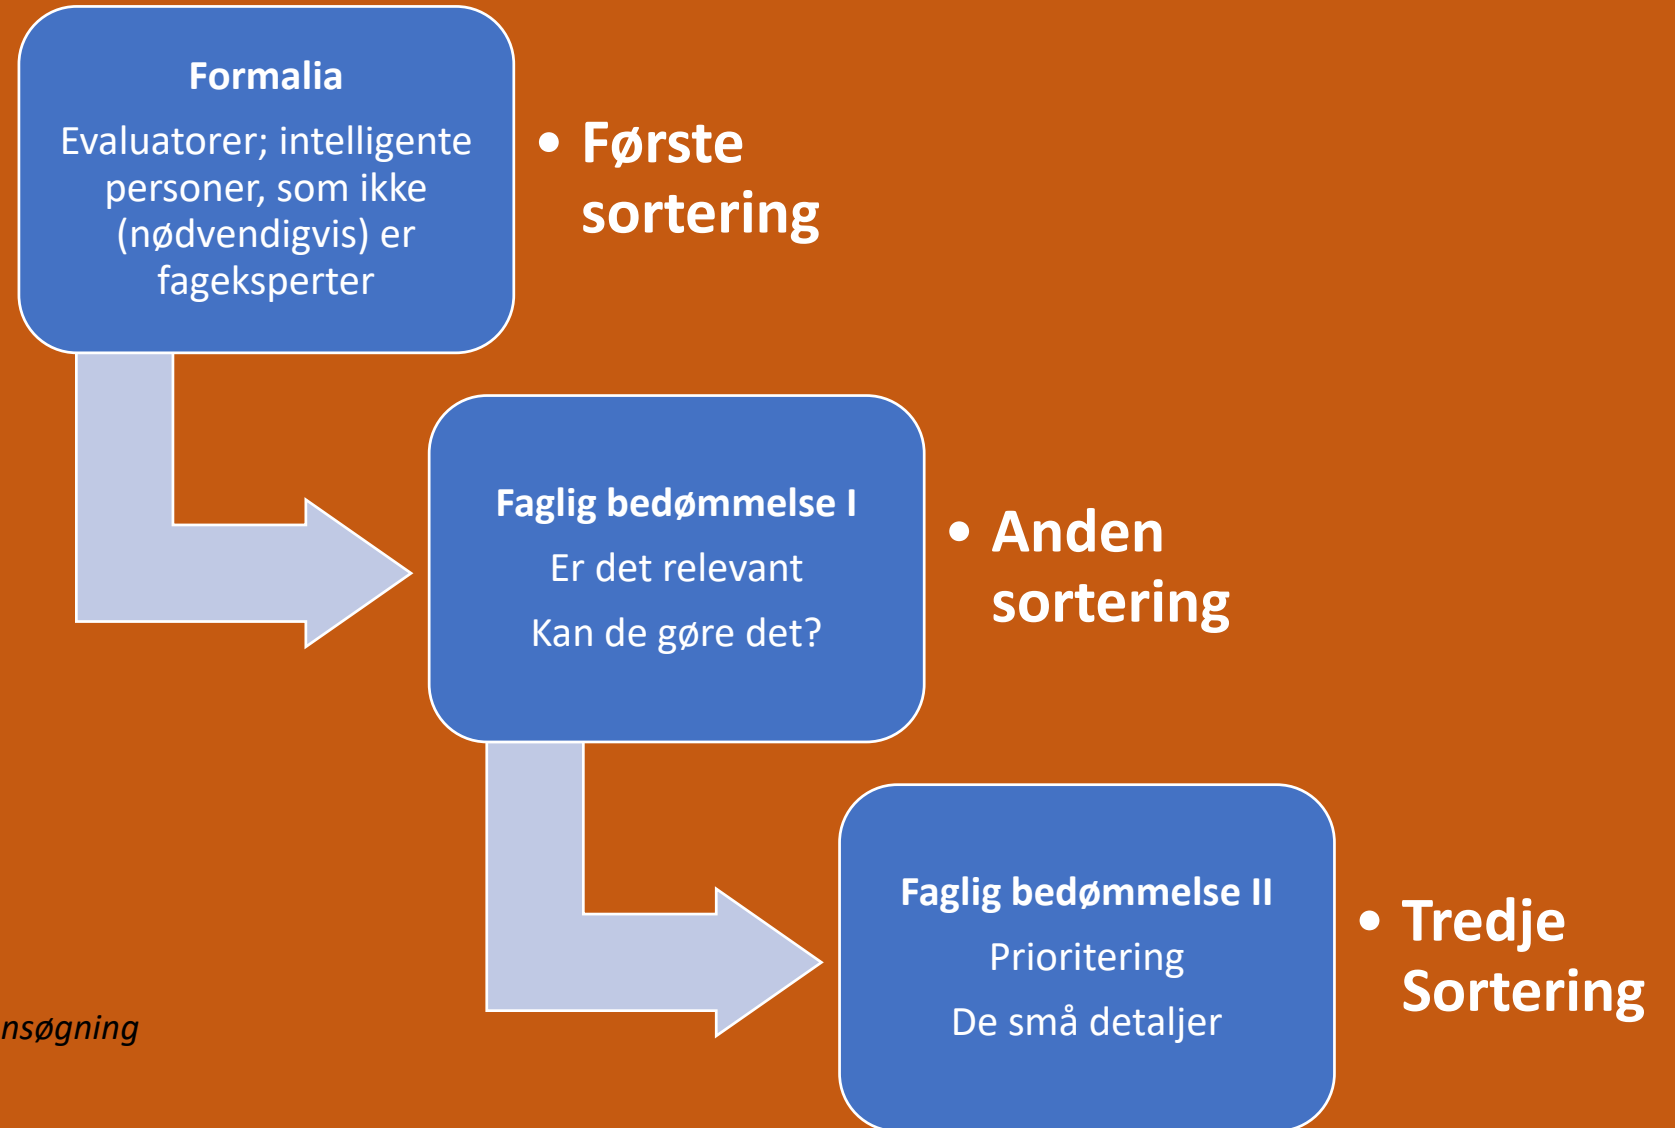 Formalia
Evaluatorer; intelligente
personer, som ikke
(nødvendigvis) er
fageksperter
• Første
sortering
Faglig bedømmelse I
Er det relevant
Kan de gøre det?
• Anden
sortering
Faglig bedømmelse II
Prioritering
De små detaljer
• Tredje
Sortering
nsøgning